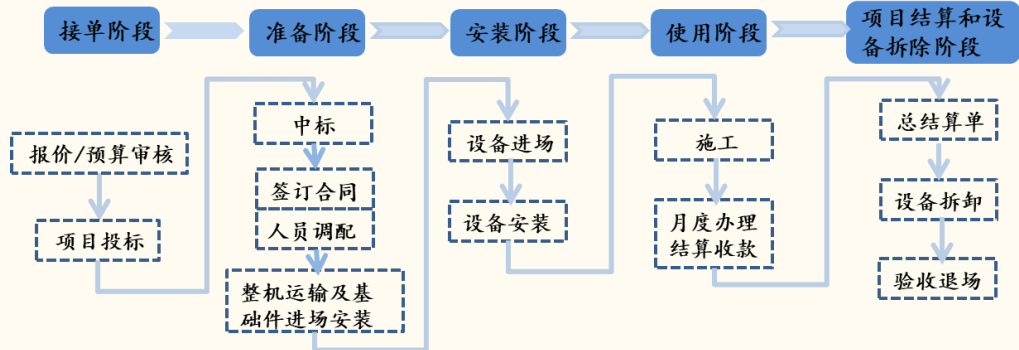 接单阶段
准备阶段
安装阶段
使用阶段
项目结算和设
备拆除阶段
报价/预算审核
项目投标
中标
签订合同
人员调配
整机运输及基
础件进场安装
设备进场
设备安装
施工
月度办理
结算收款
总结算单
设备拆卸
验收退场